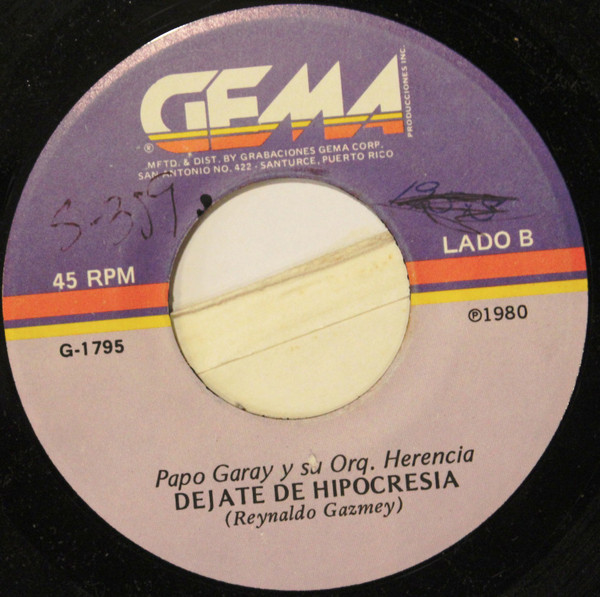 GEMA
PRODUCCIONES INC.
®
MFTD. & DIST. BY GRABACIONES GEMA CORP.
SAN ANTONIO NO. 422 - SANTURCE, PUERTO RICO
S-359
45 RPM
LADO B
G-1795
℗1980
Papo Garay y su Orq. Herencia
DEJATE DE HIPOCRESIA
(Reynaldo Gazmey)